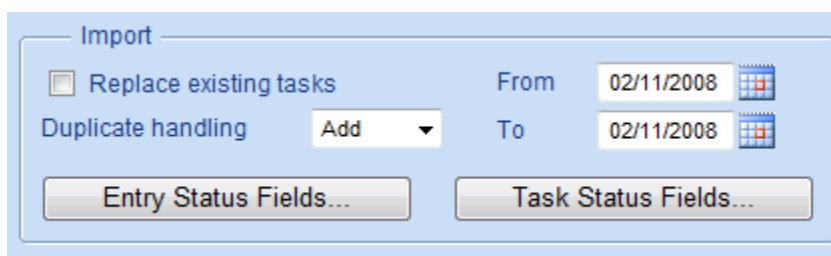 Import
Replace existing tasks From 02/11/2008
Duplicate handling Add To 02/11/2008
Entry Status Fields... Task Status Fields...